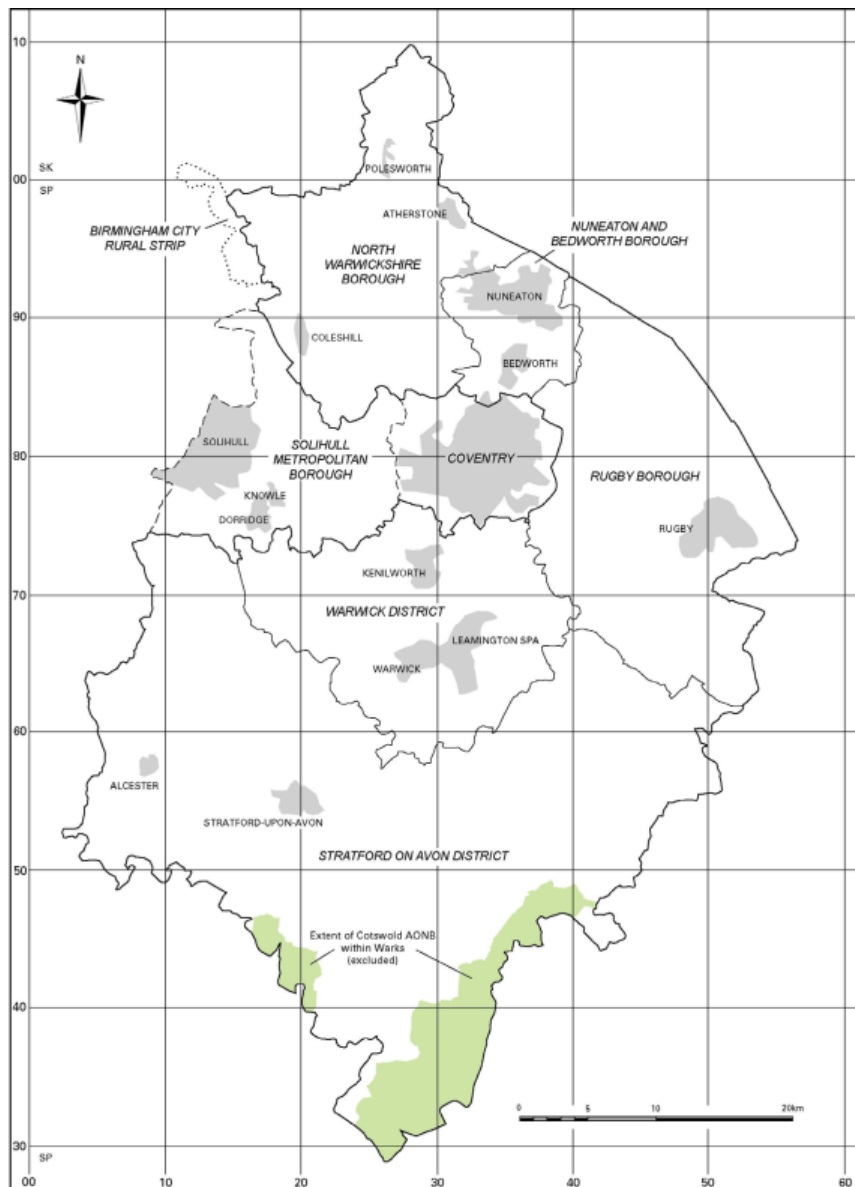 10
N
POLESWORTH
SK
00
SP
ATHERSTONE
BIRMINGHAM CITY
RURAL STRIP
NUNEATON AND
BEDWORTH BOROUGH
NORTH
WARWICKSHIRE
BOROUGH
NUNEATON
90
COLESHILL
BEDWORTH
SOLIHULL
SOLIHULL
METROPOLITAN
BOROUGH
COVENTRY
80
RUGBY BOROUGH
KNOWLE
DORRIDGE
RUGBY
KENILWORTH
70
WARWICK DISTRICT
LEAMINGTON SPA
WARWICK
60
ALCESTER
STRATFORD-UPON-AVON
STRATFORD ON AVON DISTRICT
50
Extent of Cotswold AONB
within Warks
(excluded)
40
0 5 10 20km
30
SP
00 10 20 30 40 50 60